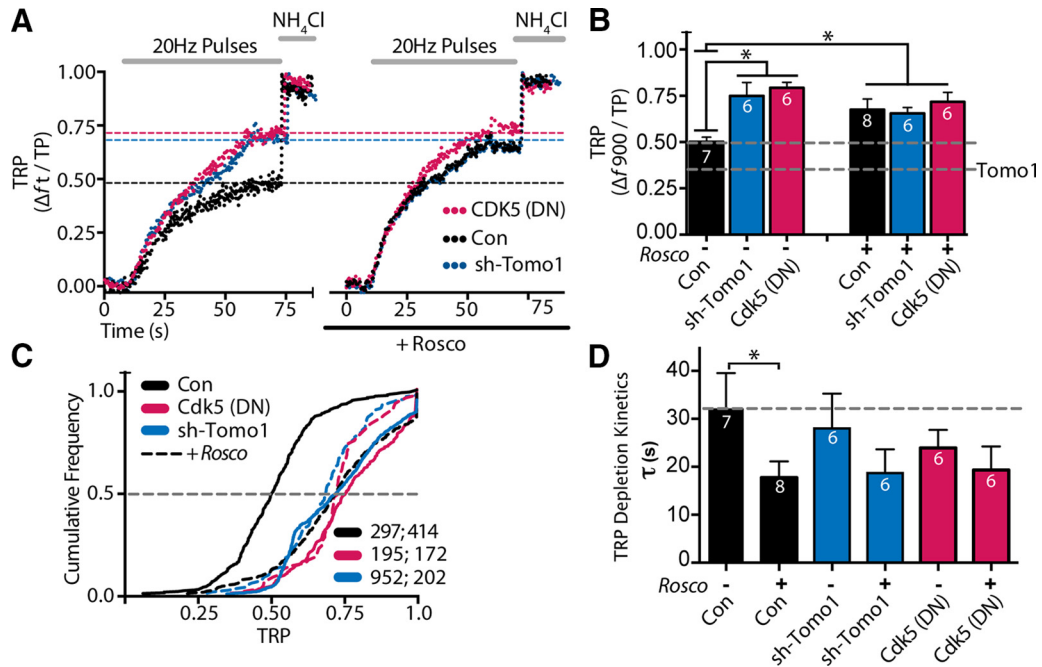 A
20Hz Pulses
NH4Cl
20Hz Pulses
NH4Cl
TRP
(Δft / TP)
1.00
0.75
0.50
0.25
0.00
CDK5 (DN)
Con
sh-Tomo1
0 25 50 75
0 25 50 75
Time (s)
+ Rosco
B
TRP
(Δf900 / TP)
1.00
0.75
0.50
0.25
0.00
*
*
7
6
6
8
6
6
Tomo1
Rosco - - - + + +
Con
sh-Tomo1
Cdk5 (DN)
Con
sh-Tomo1
Cdk5 (DN)
C
Cumulative Frequency
1.0
0.5
0.0
Con
Cdk5 (DN)
sh-Tomo1
+ Rosco
297; 414
195; 172
952; 202
0.25 0.50 0.75 1.0
TRP
D
TRP Depletion Kinetics
τ (s)
30
20
10
0
*
7
8
6
6
6
6
Rosco - + - + - +
Con
Con
sh-Tomo1
sh-Tomo1
Cdk5 (DN)
Cdk5 (DN)